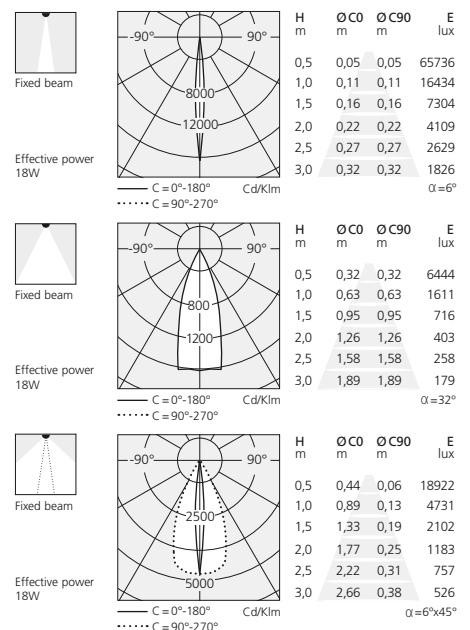 Fixed beam
Effective power
18W
-90° 90°
8000
12000
C = 0°-180° Cd/Klm
C = 90°-270°
H Ø C0 Ø C90 E
m m m lux
0,5 0,05 0,05 65736
1,0 0,11 0,11 16434
1,5 0,16 0,16 7304
2,0 0,22 0,22 4109
2,5 0,27 0,27 2629
3,0 0,32 0,32 1826
α=6°
Fixed beam
Effective power
18W
-90° 90°
800
1200
C = 0°-180° Cd/Klm
C = 90°-270°
H Ø C0 Ø C90 E
m m m lux
0,5 0,32 0,32 6444
1,0 0,63 0,63 1611
1,5 0,95 0,95 716
2,0 1,26 1,26 403
2,5 1,58 1,58 258
3,0 1,89 1,89 179
α=32°
Fixed beam
Effective power
18W
-90° 90°
2500
5000
C = 0°-180° Cd/Klm
C = 90°-270°
H Ø C0 Ø C90 E
m m m lux
0,5 0,44 0,06 18922
1,0 0,89 0,13 4731
1,5 1,33 0,19 2102
2,0 1,77 0,25 1183
2,5 2,22 0,31 757
3,0 2,66 0,38 526
α=6°x45°